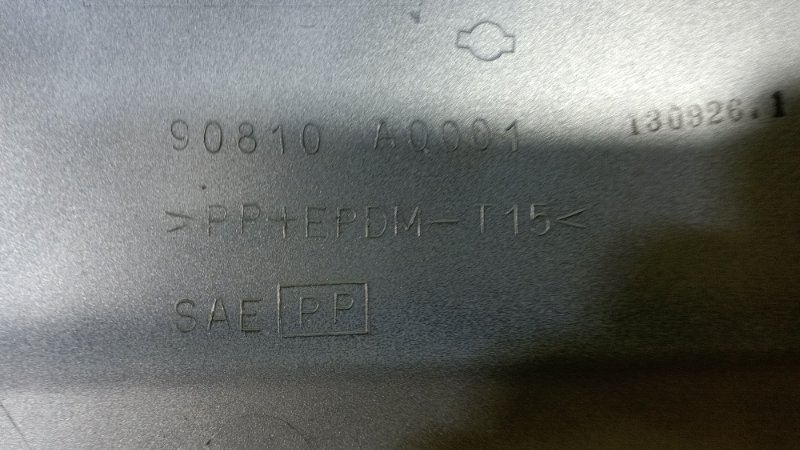 90810 AQ001
130926.1
>PP+EPDM-T15<
SAE PP